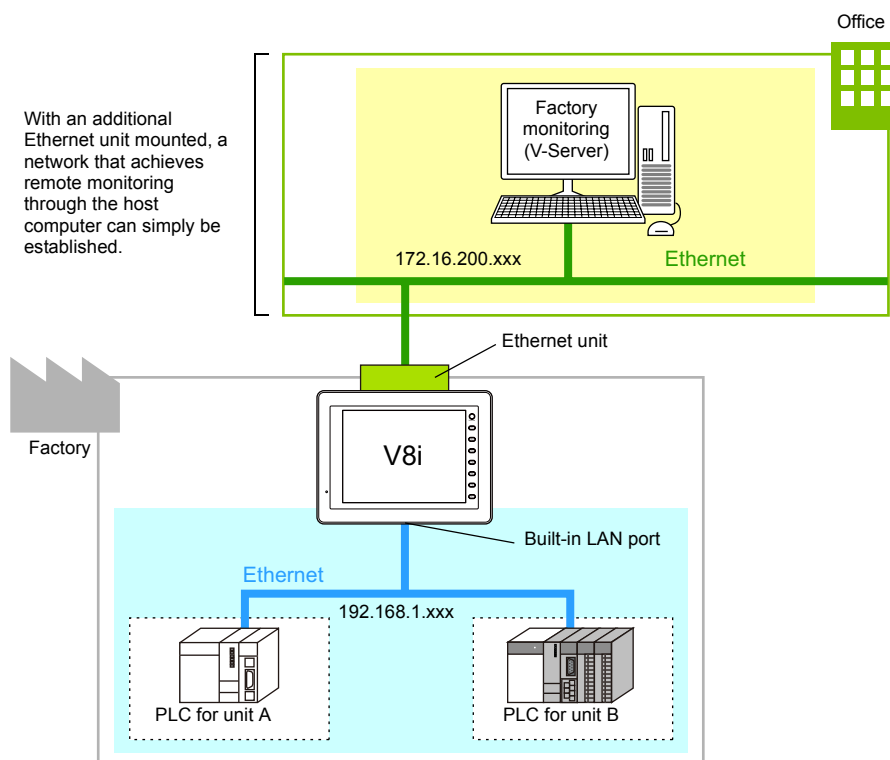 Office
With an additional
Ethernet unit mounted, a
network that achieves
remote monitoring
through the host
computer can simply be
established.
Factory
monitoring
(V-Server)
172.16.200.xxx
Ethernet
Ethernet unit
Factory
V8i
Built-in LAN port
Ethernet
192.168.1.xxx
PLC for unit A
PLC for unit B